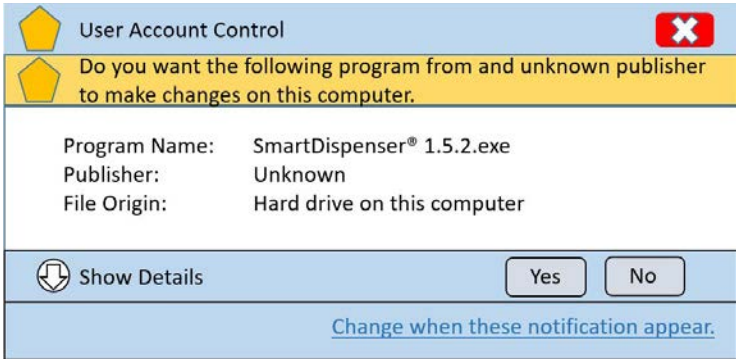 User Account Control
Do you want the following program from and unknown publisher
to make changes on this computer.
Program Name: SmartDispenser® 1.5.2.exe
Publisher: Unknown
File Origin: Hard drive on this computer
Show Details Yes No
Change when these notification appear.